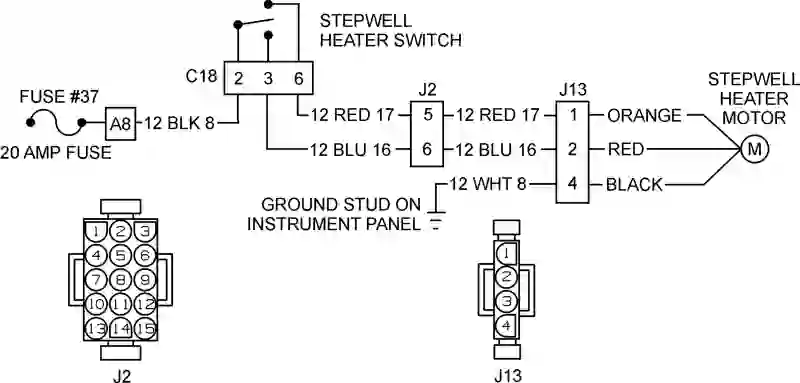 STEPWELL
HEATER SWITCH
C18 2 3 6
FUSE #37
20 AMP FUSE
A8 12 BLK 8
J2
J13
STEPWELL
HEATER
MOTOR
12 RED 17 5 12 RED 17 1 ORANGE
12 BLU 16 6 12 BLU 16 2 RED M
12 WHT 8 4 BLACK
GROUND STUD ON
INSTRUMENT PANEL
1 2 3
4 5 6
7 8 9
10 11 12
13 14 15
J2
1
2
3
4
J13